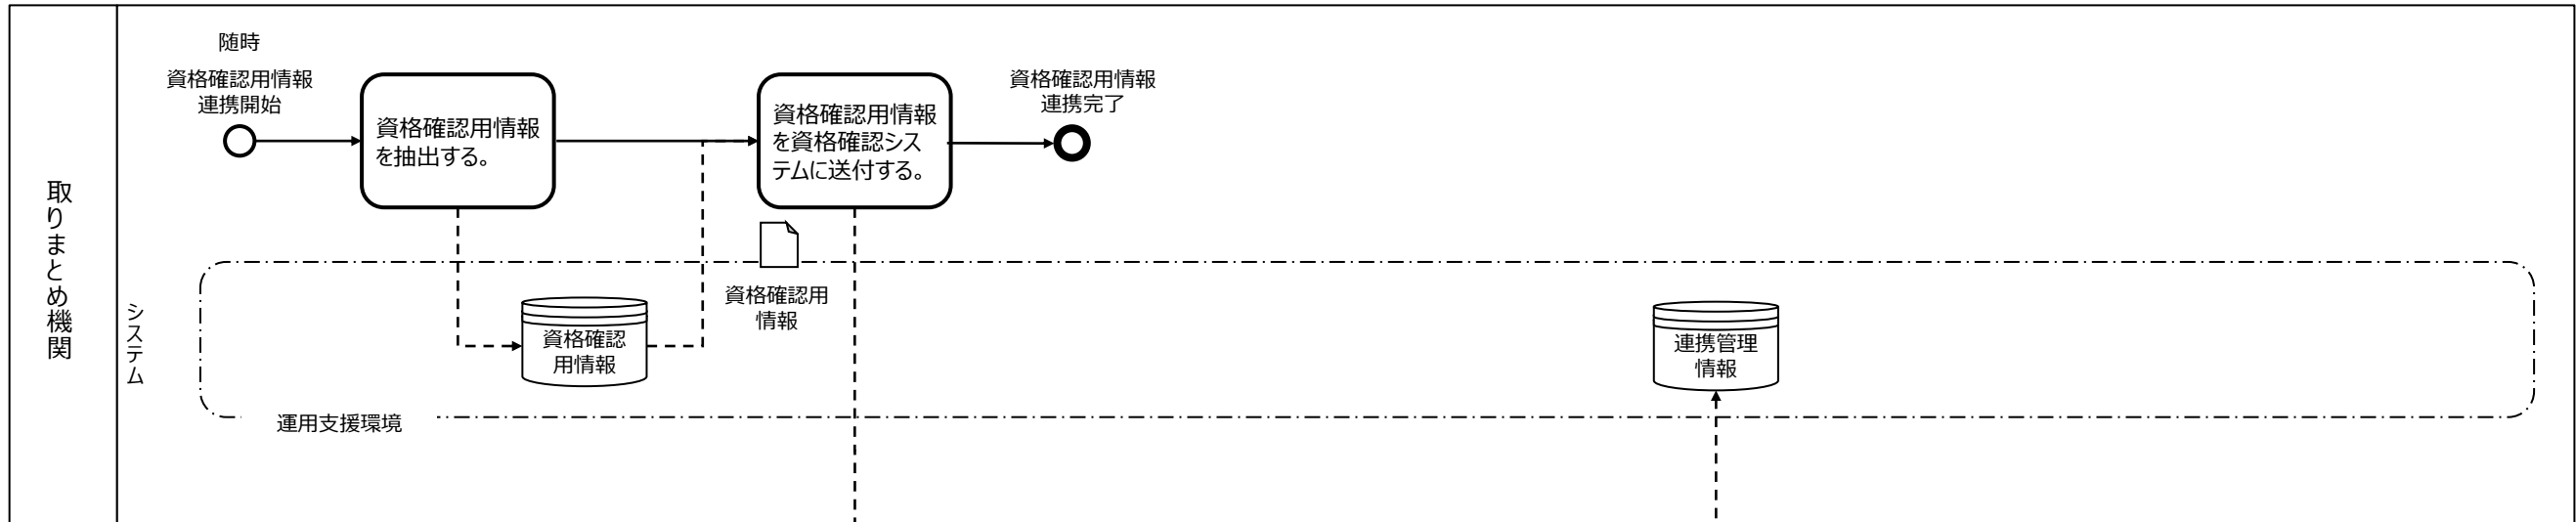 取りまとめ機関
システム
随時
資格確認用情報
連携開始
資格確認用情報
を抽出する。
資格確認用情報
を資格確認シス
テムに送付する。
資格確認用情報
連携完了
資格確認用
情報
資格確認
用情報
連携管理
情報
運用支援環境